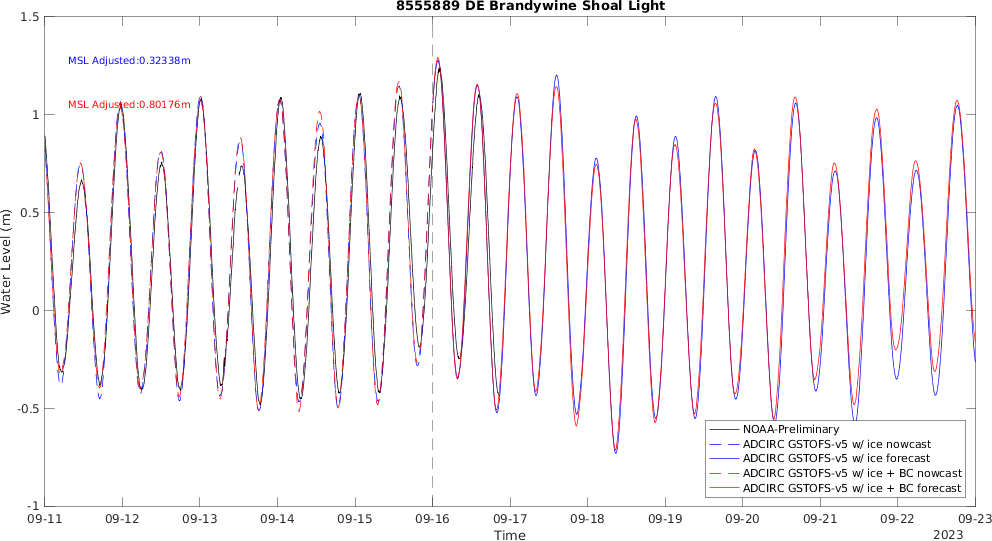 8555889 DE Brandywine Shoal Light
1.5
MSL Adjusted:0.32338m
MSL Adjusted:0.80176m
1
0.5
Water Level (m)
0
-0.5
NOAA-Preliminary
ADCIRC GSTOFS-v5 w/ ice nowcast
ADCIRC GSTOFS-v5 w/ ice forecast
ADCIRC GSTOFS-v5 w/ ice + BC nowcast
ADCIRC GSTOFS-v5 w/ ice + BC forecast
-1
09-11 09-12 09-13 09-14 09-15 09-16 09-17 09-18 09-19 09-20 09-21 09-22 09-23
Time
2023